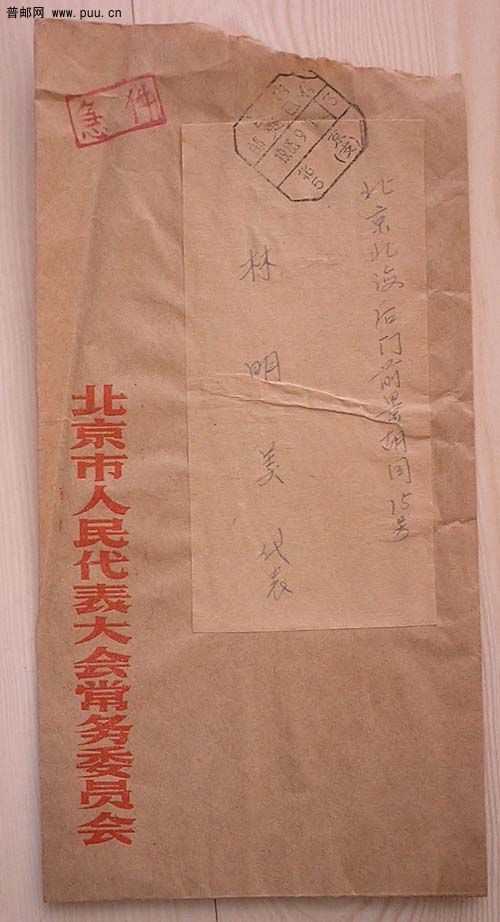 普邮网 www.puu.cn
急件
北京北海后门前景胡同15号
林明美代表
北京市人民代表大会常务委员会